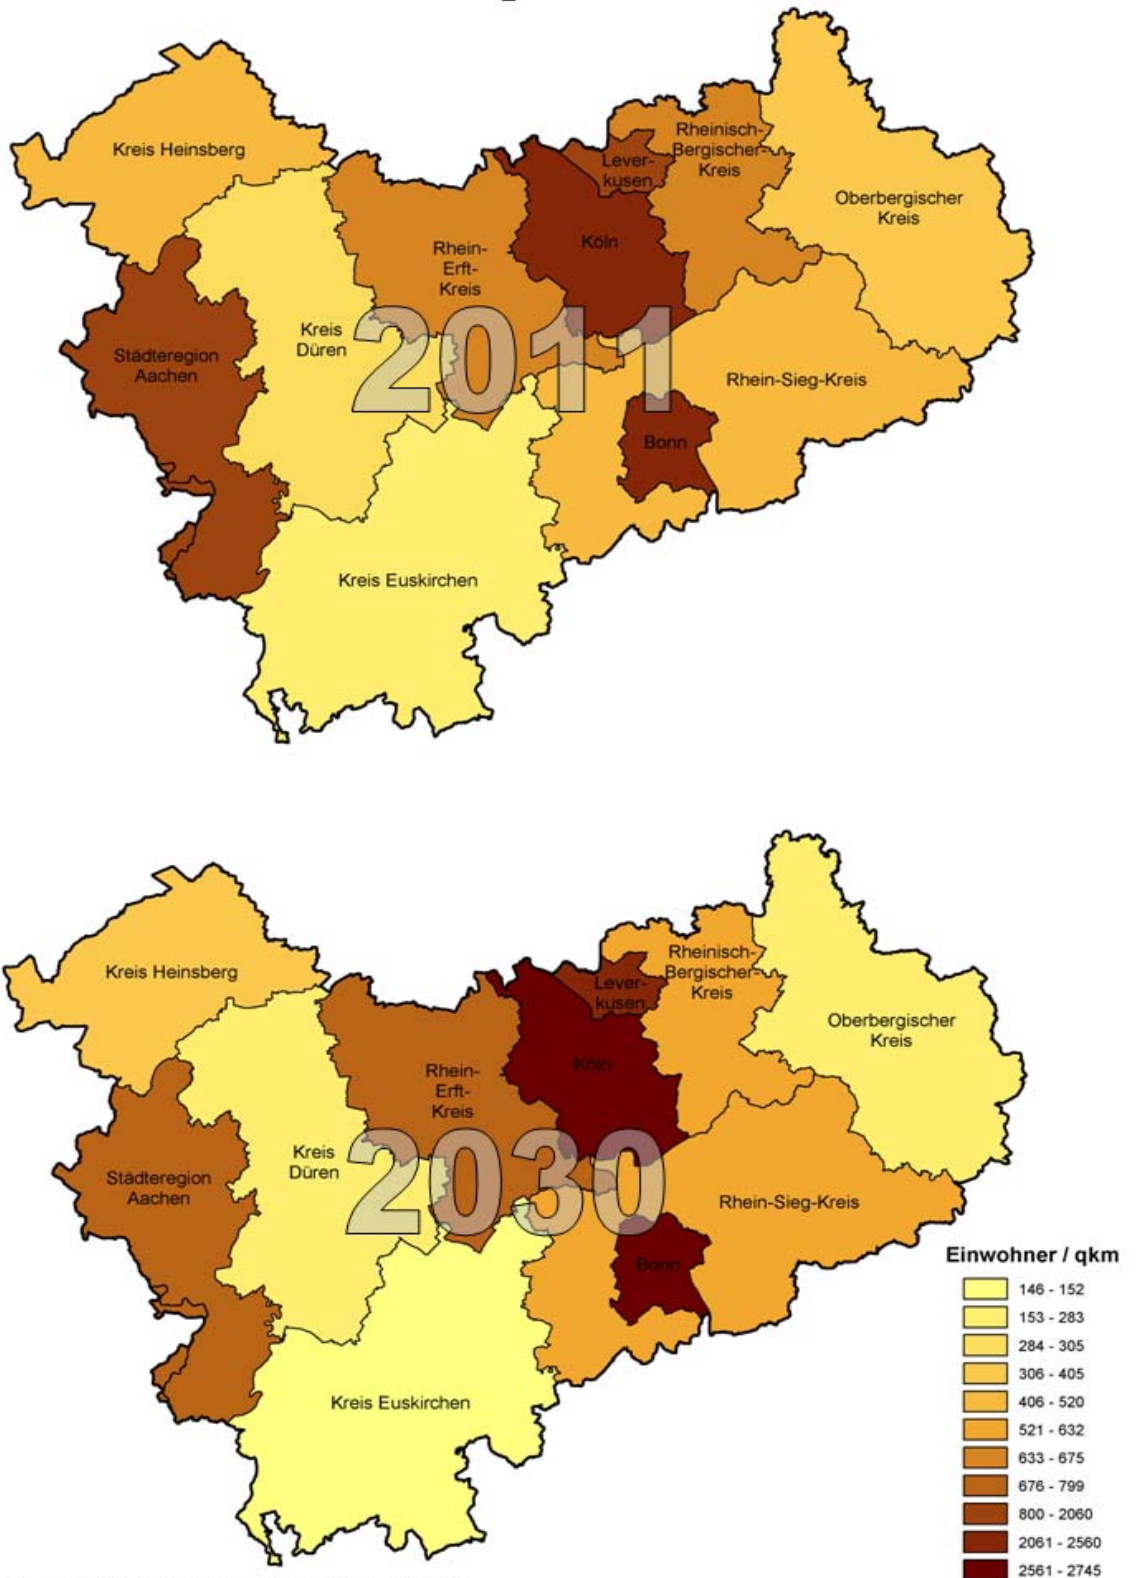 Kreis Heinsberg
Rheinisch-
Bergischer-
Kreis
Lever-
kusen
Oberbergischer
Kreis
Köln
Rhein-
Erft-
Kreis
Kreis
Düren
2011
Städteregion
Aachen
Rhein-Sieg-Kreis
Bonn
Kreis Euskirchen
Kreis Heinsberg
Rheinisch-
Bergischer-
Kreis
Lever-
kusen
Oberbergischer
Kreis
Köln
Rhein-
Erft-
Kreis
Kreis
Düren
2030
Städteregion
Aachen
Rhein-Sieg-Kreis
Bonn
Kreis Euskirchen
Einwohner / qkm
146 - 152
153 - 283
284 - 305
306 - 405
406 - 520
521 - 632
633 - 675
676 - 799
800 - 2060
2061 - 2560
2561 - 2745